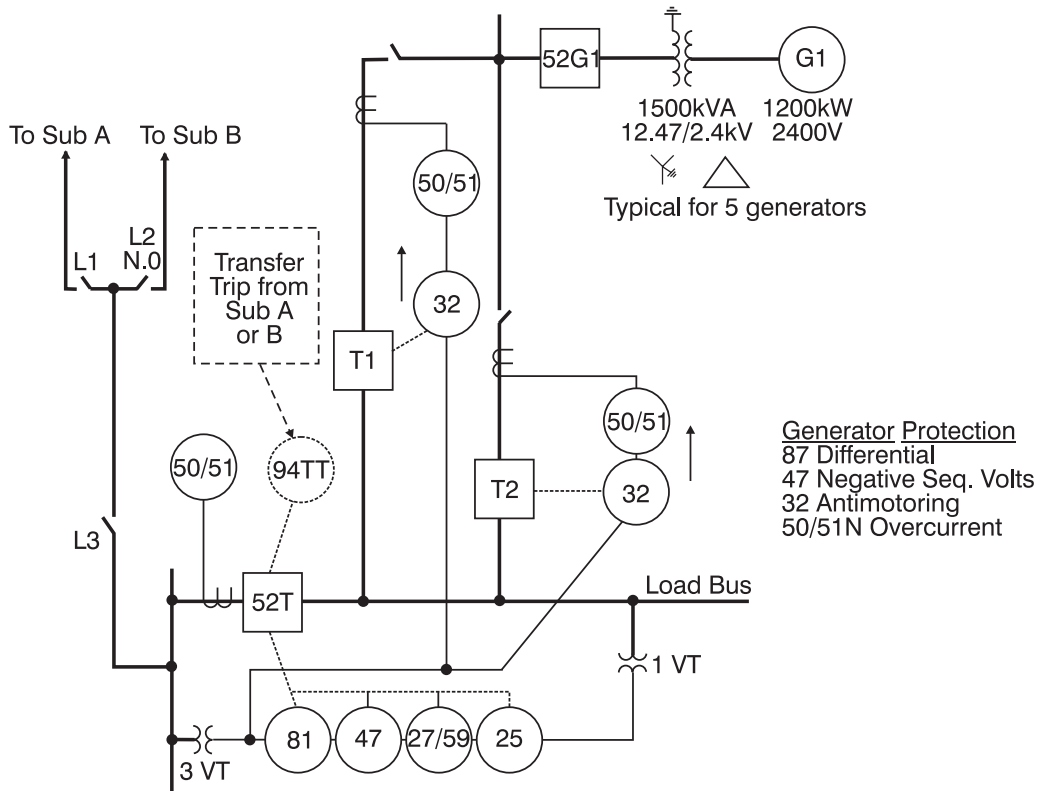 52G1
G1
1500kVA
12.47/2.4kV
1200kW
2400V
Typical for 5 generators
To Sub A
To Sub B
L1
L2
N.0
Transfer
Trip from
Sub A
or B
50/51
32
T1
50/51
94TT
50/51
T2
32
Generator Protection
87 Differential
47 Negative Seq. Volts
32 Antimotoring
50/51N Overcurrent
L3
52T
Load Bus
1 VT
81
47
27/59
25
3 VT